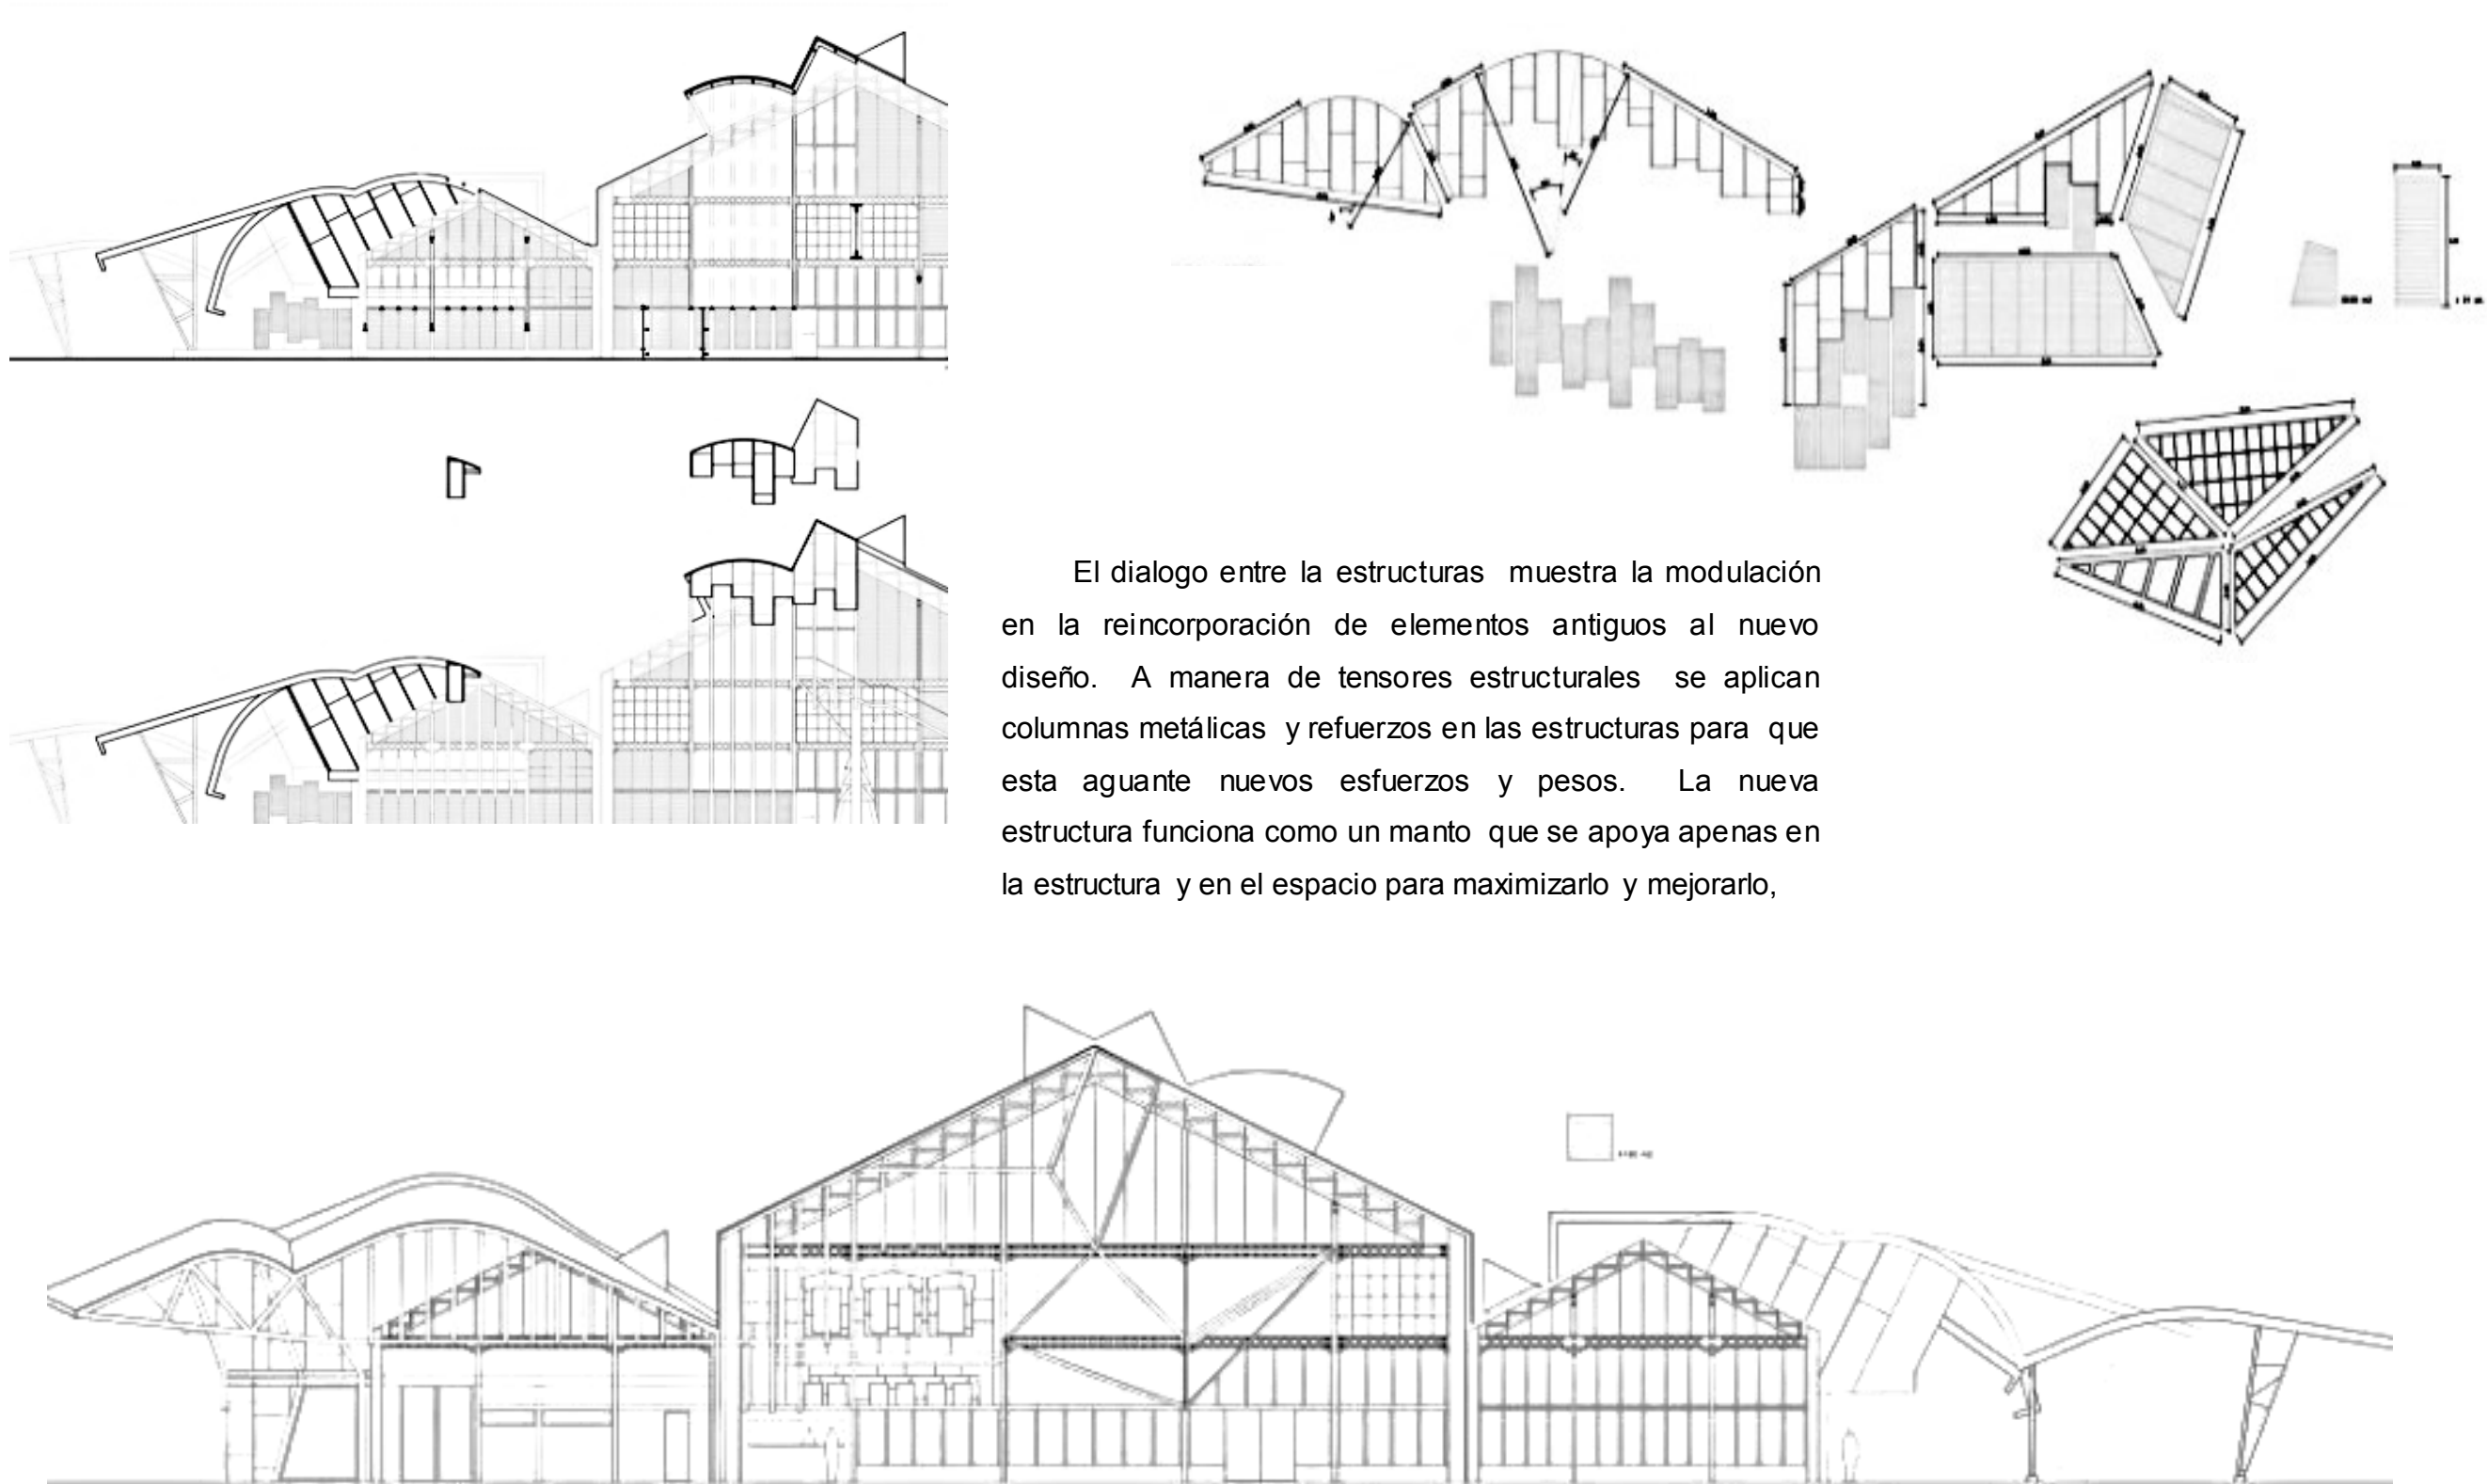 El dialogo entre la estructuras muestra la modulación
en la reincorporación de elementos antiguos al nuevo
diseño. A manera de tensores estructurales se aplican
columnas metálicas y refuerzos en las estructuras para que
esta aguante nuevos esfuerzos y pesos. La nueva
estructura funciona como un manto que se apoya apenas en
la estructura y en el espacio para maximizarlo y mejorarlo,